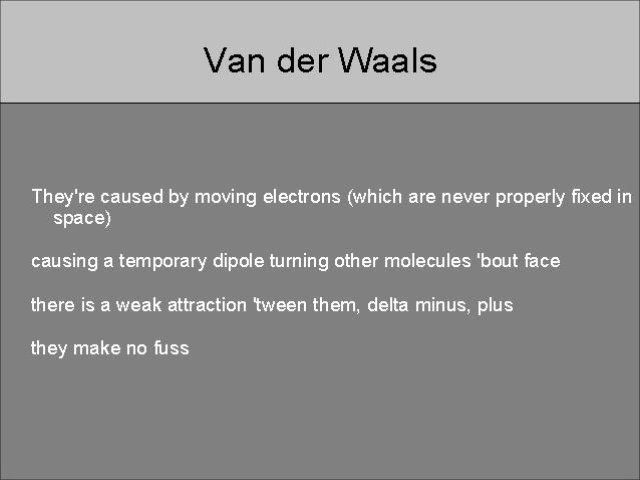 Van der Waals
They're caused by moving electrons (which are never properly fixed in
space)
causing a temporary dipole turning other molecules 'bout face
there is a weak attraction 'tween them, delta minus, plus
they make no fuss